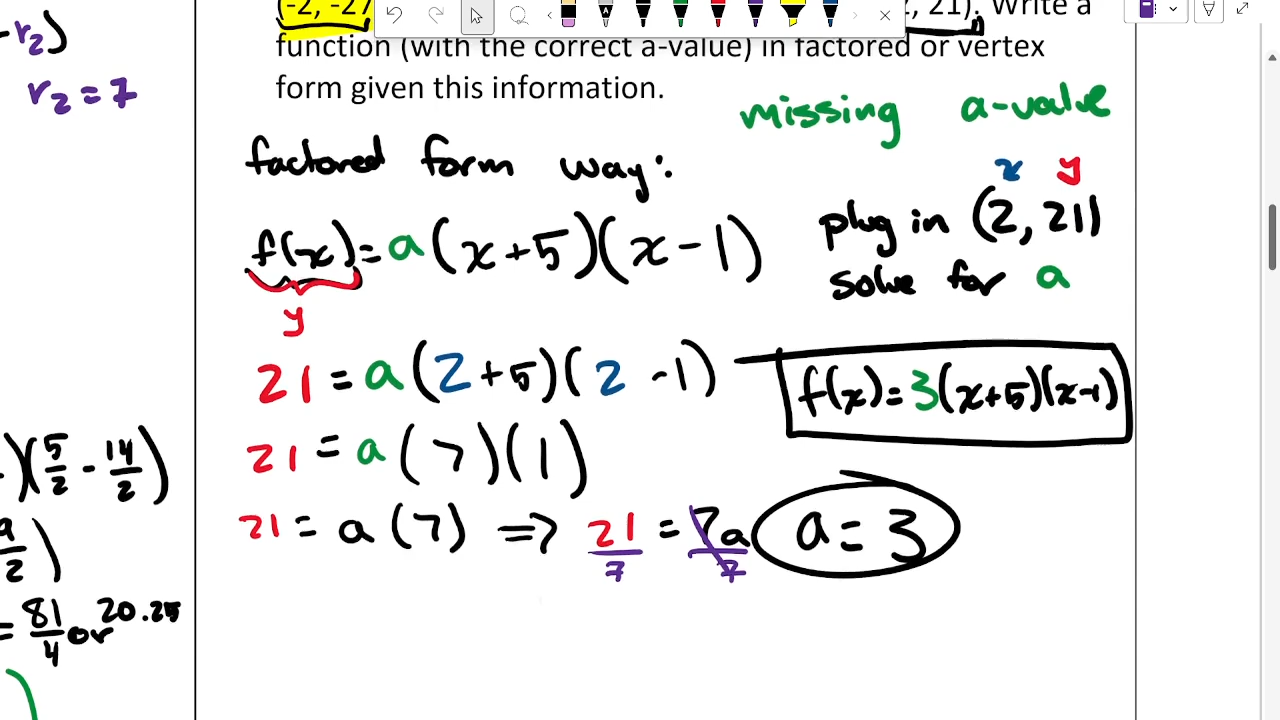 (-2, -27
, 21). Write a
function (with the correct a-value) in factored or vertex
form given this information.
-r₂)
r₂ = 7
missing a-value
factored form way:
x y
f(x) = a(x+5)(x-1)
y
plug in (2, 21)
solve for a
21 = a(2+5)(2-1)
f(x) = 3(x+5)(x-1)
21 = a(7)(1)
21 = a(7) => 21/7 = 7a/7
a = 3
)(5/2 - 14/2)
/2)
= 81/4 or 20.25